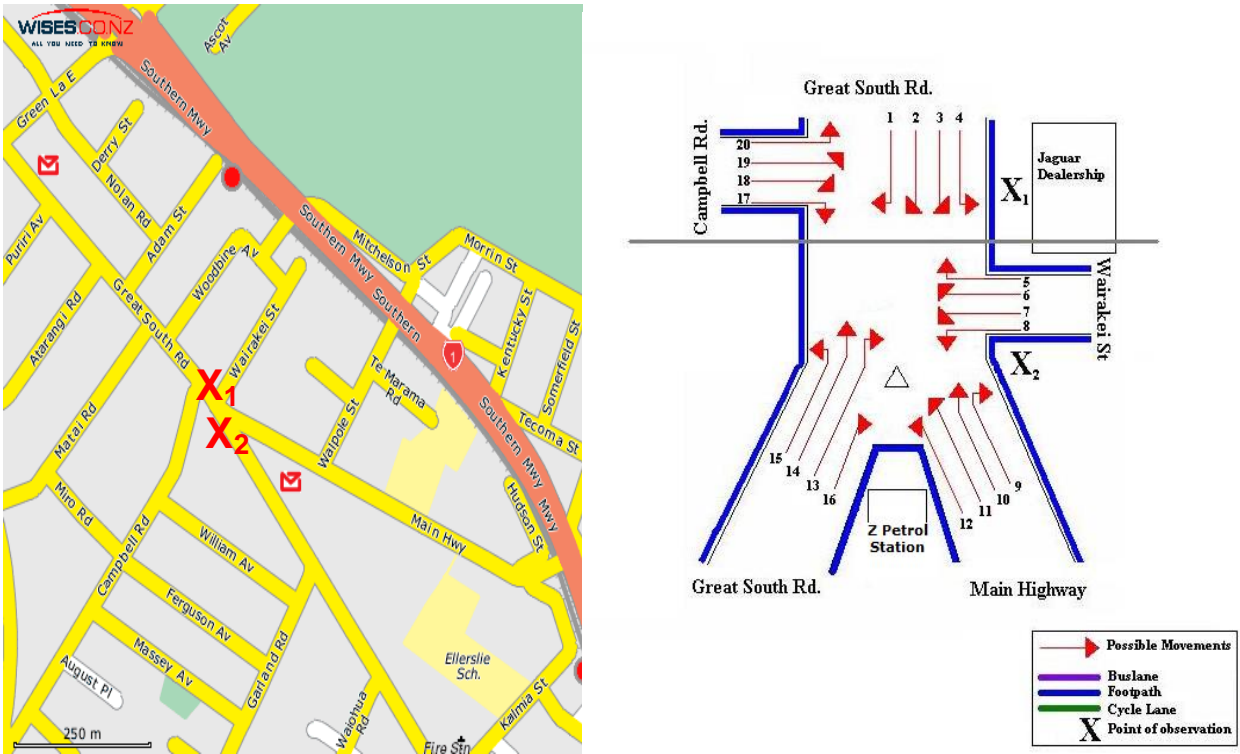 WISES.CO.NZ
ALL YOU NEED TO KNOW
Ascot
Av
Green La E
Southern Mwy
Derry St
Nolan Rd
Adam St
Puriri Av
Atarangi Rd
Great South Rd
Woodbine Av
Wairakei St
Southern Mwy
Mitchelson St
Morrin St
Southern
1
Kentucky St
Somerfield St
Te Marama
Rd
Walpole St
Tecoma St
Southern Mwy
Mwy
Matai Rd
X1
X2
Miro Rd
Hudson St
Main Hwy
William Av
Campbell Rd
Ferguson Av
Massey Av
Garland Rd
August Pl
Ellerslie
Sch.
Kalmia St
Waiohua
Rd
Fire Stn
250 m
Great South Rd.
1 2 3 4
Campbell Rd.
20
19
18
17
X1
Jaguar
Dealership
Wairakei St
5
6
7
8
X2
15
14
13
16
9
10
11
12
Z Petrol
Station
Great South Rd.
Main Highway
Possible Movements
Buslane
Footpath
Cycle Lane
X Point of observation